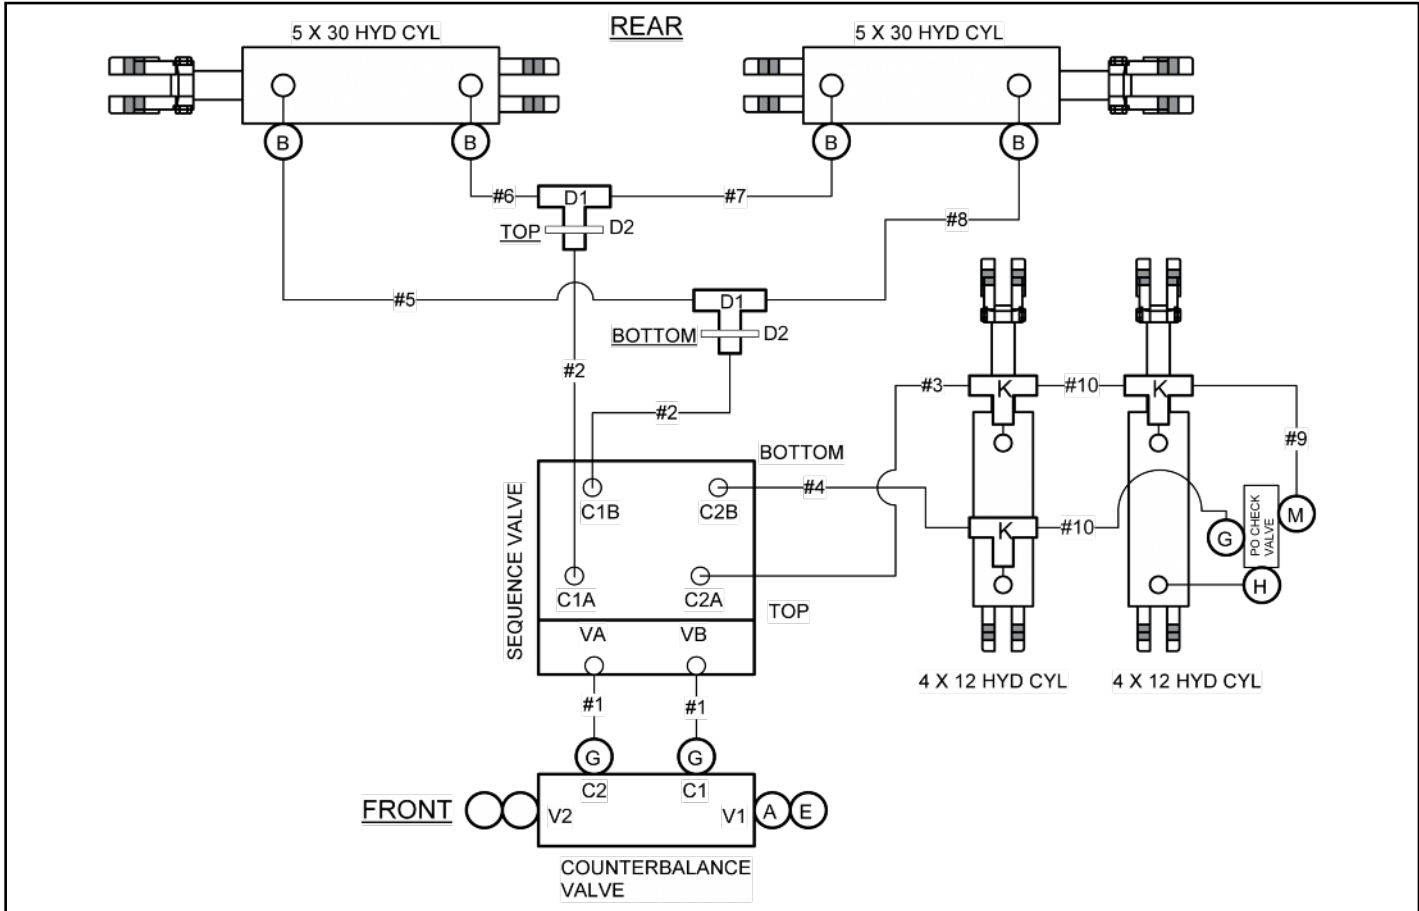 REAR
5 X 30 HYD CYL
5 X 30 HYD CYL
B
B
B
B
#6
D1
#7
TOP
D2
#8
#5
D1
BOTTOM
D2
#2
#3
K
#10
K
#2
#9
BOTTOM
SEQUENCE VALVE
C1B
C2B
#4
K
#10
G
PO CHECK
VALVE
M
H
C1A
C2A
TOP
VA
VB
4 X 12 HYD CYL
4 X 12 HYD CYL
#1
#1
G
G
C2
C1
FRONT
V2
V1
A
E
COUNTERBALANCE
VALVE